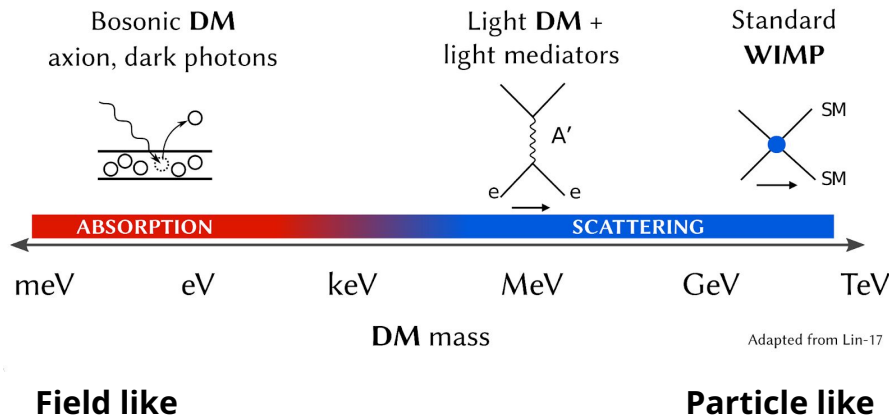 Bosonic DM
axion, dark photons
Light DM +
light mediators
Standard
WIMP
A'
e
e
SM
SM
ABSORPTION
SCATTERING
meV
eV
keV
MeV
GeV
TeV
DM mass
Adapted from Lin-17
Field like
Particle like